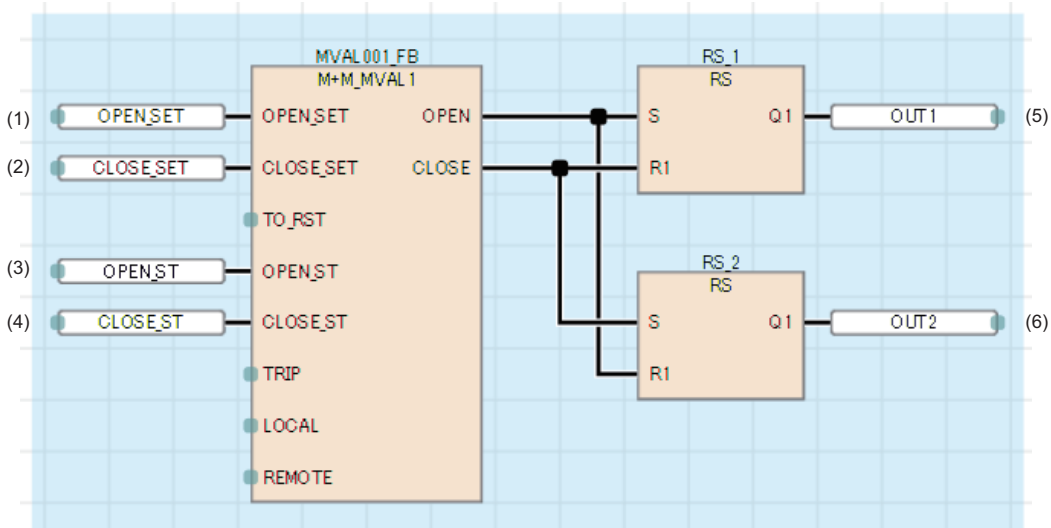 MVAL001_FB
M+M_MVAL1
RS_1
RS
(1) OPEN_SET OPEN_SET OPEN S Q1 OUT1 (5)
(2) CLOSE_SET CLOSE_SET CLOSE R1
TO_RST
RS_2
(3) OPEN_ST OPEN_ST RS
(4) CLOSE_ST CLOSE_ST S Q1 OUT2 (6)
TRIP R1
LOCAL
REMOTE